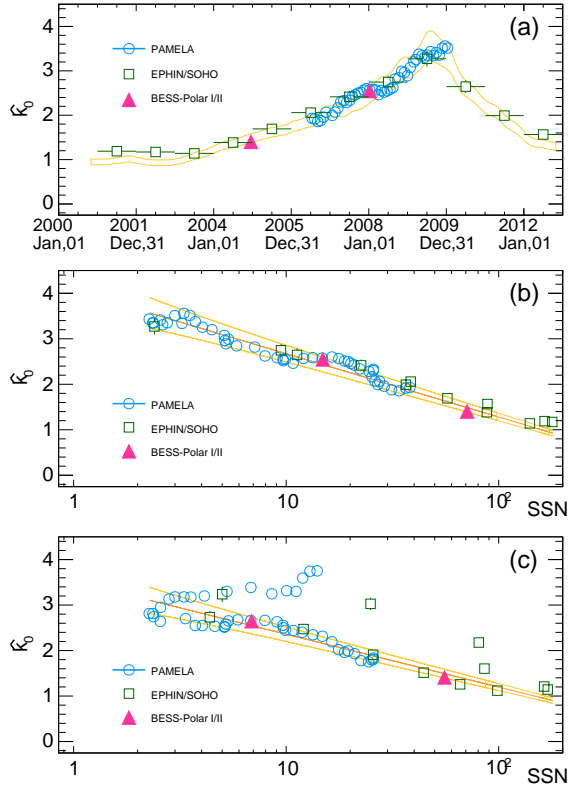 (a)
4
3
2
1
0
κ̂₀
PAMELA
EPHIN/SOHO
BESS-Polar I/II
2000 2001 2004 2005 2008 2009 2012
Jan,01 Dec,31 Jan,01 Dec,31 Jan,01 Dec,31 Jan,01
(b)
4
3
2
1
0
κ̂₀
PAMELA
EPHIN/SOHO
BESS-Polar I/II
1 10 10² SSN
(c)
4
3
2
1
0
κ̂₀
PAMELA
EPHIN/SOHO
BESS-Polar I/II
1 10 10² SSN